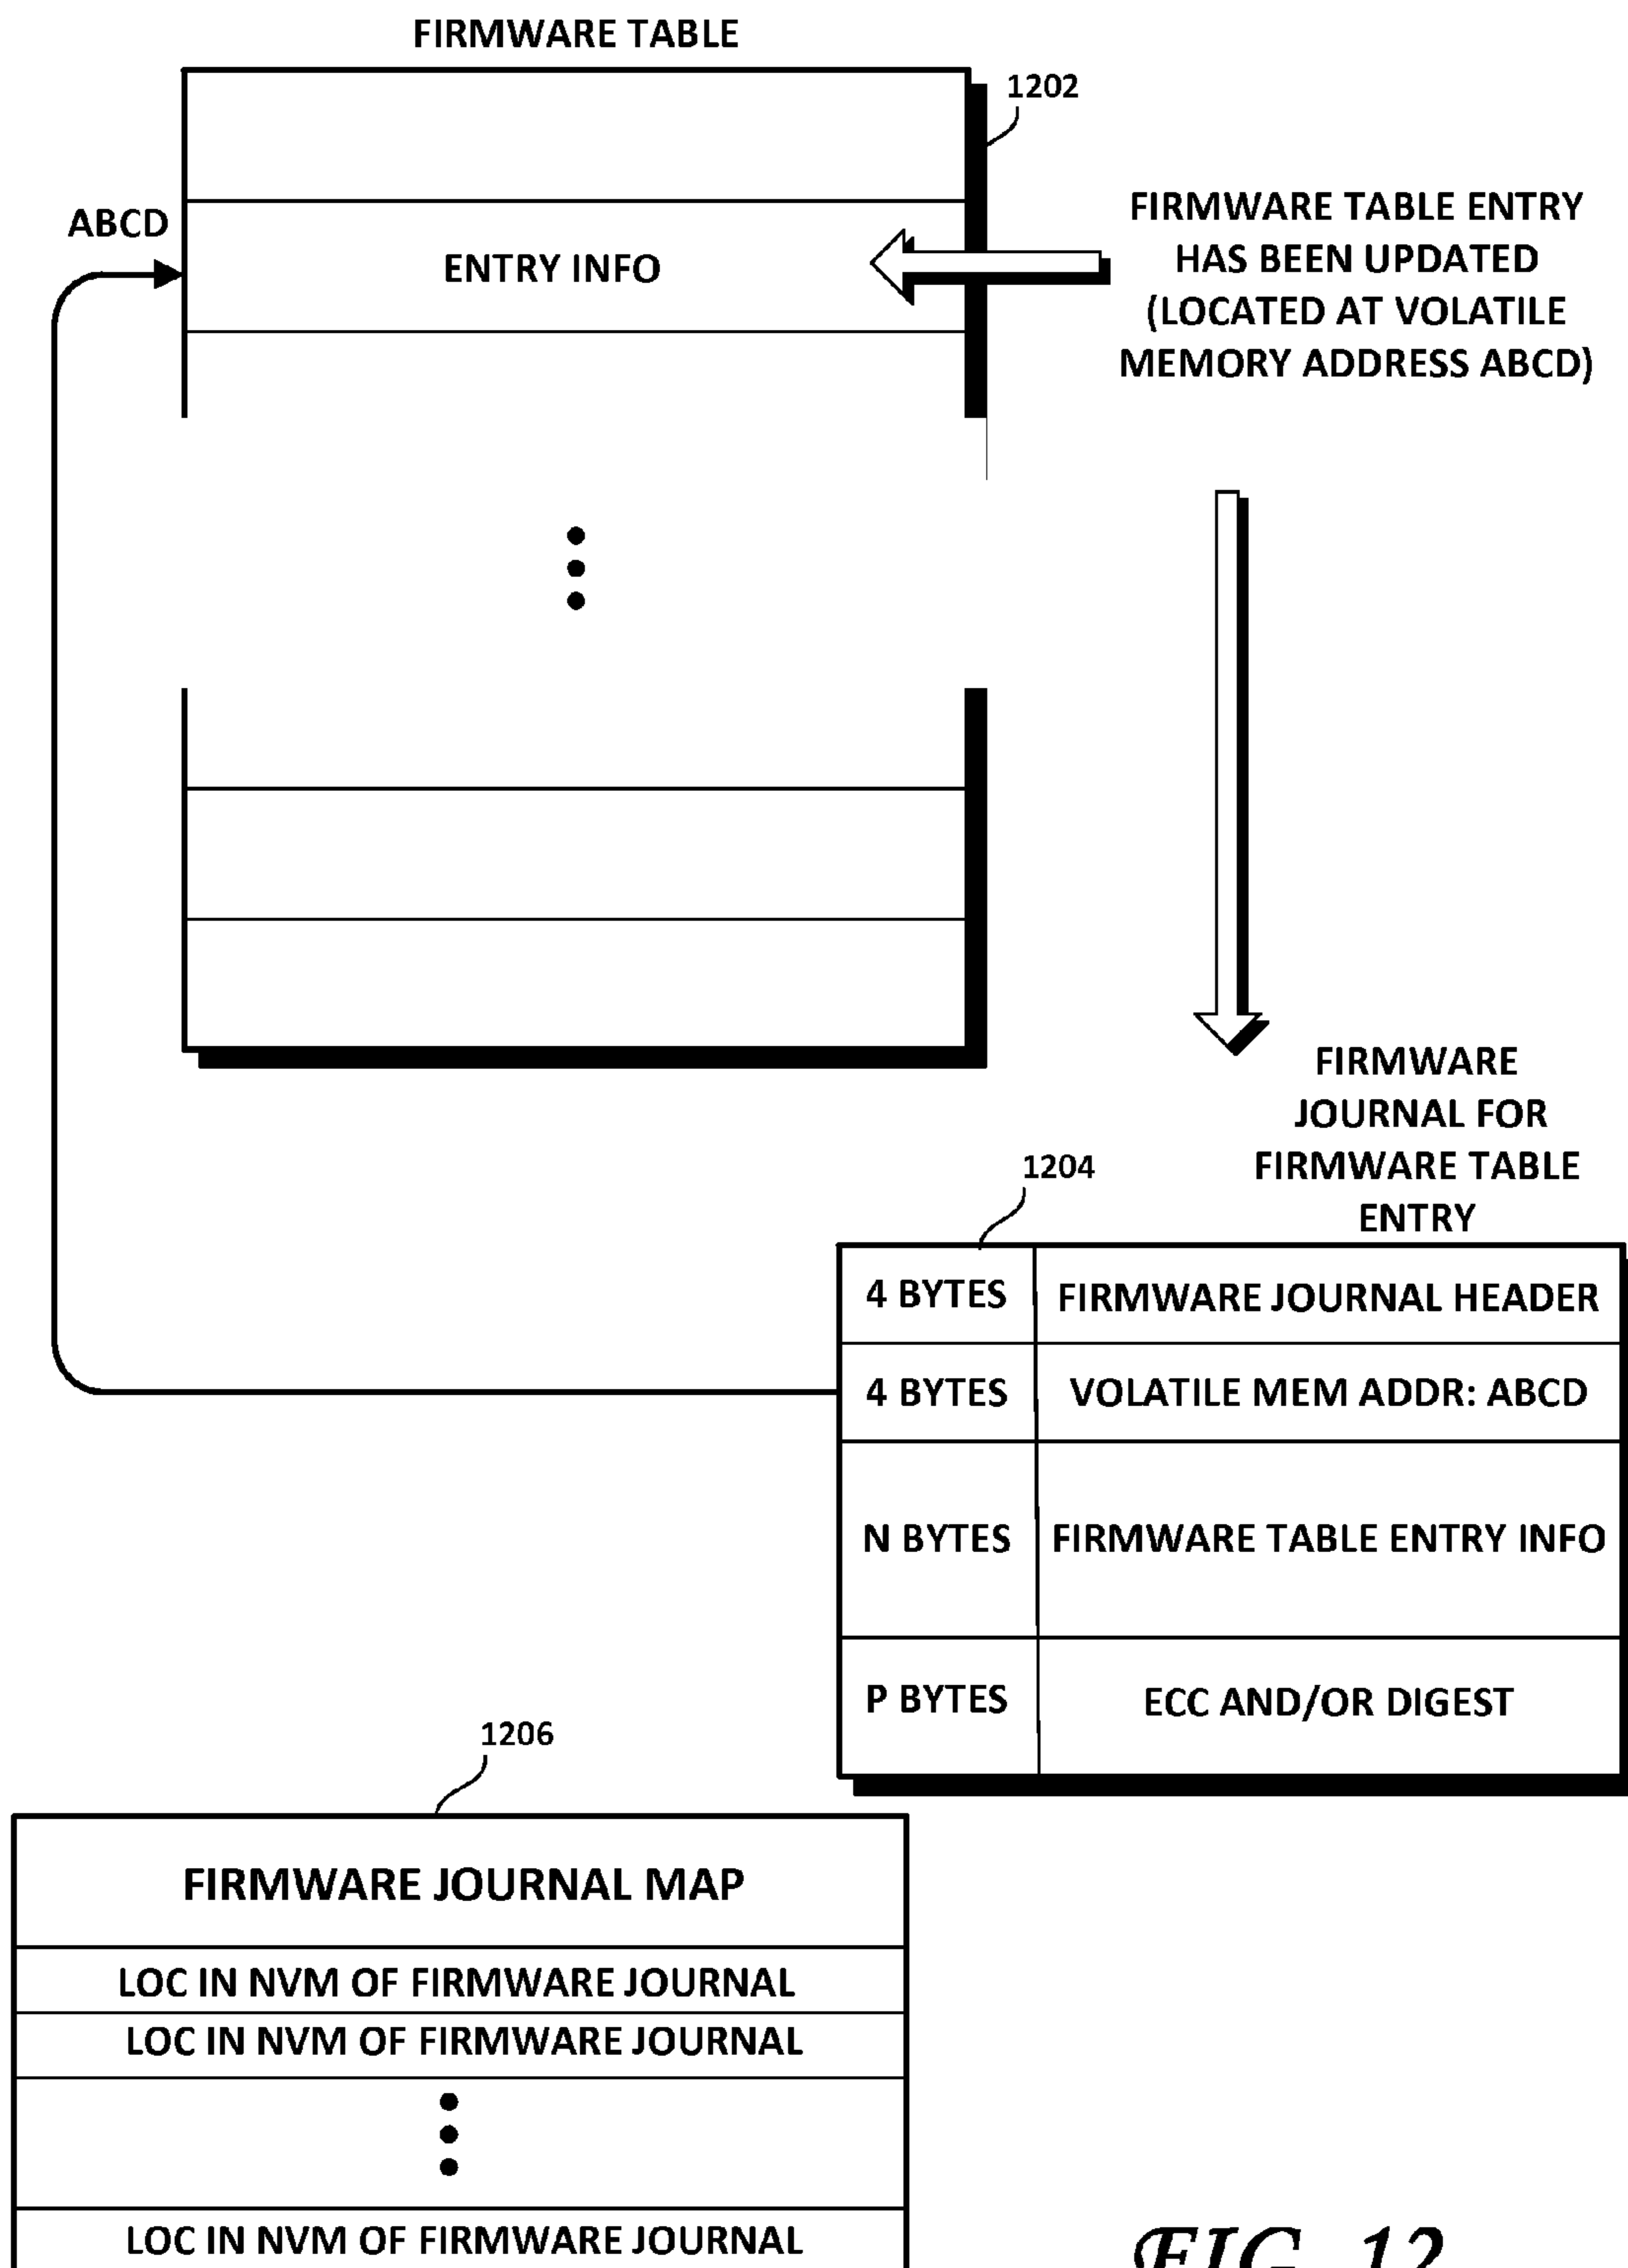 FIRMWARE TABLE
1202
ABCD
ENTRY INFO
FIRMWARE TABLE ENTRY
HAS BEEN UPDATED
(LOCATED AT VOLATILE
MEMORY ADDRESS ABCD)
FIRMWARE
JOURNAL FOR
FIRMWARE TABLE
ENTRY
1204
4 BYTES FIRMWARE JOURNAL HEADER
4 BYTES VOLATILE MEM ADDR: ABCD
N BYTES FIRMWARE TABLE ENTRY INFO
P BYTES ECC AND/OR DIGEST
1206
FIRMWARE JOURNAL MAP
LOC IN NVM OF FIRMWARE JOURNAL
LOC IN NVM OF FIRMWARE JOURNAL
LOC IN NVM OF FIRMWARE JOURNAL
FIG. 12